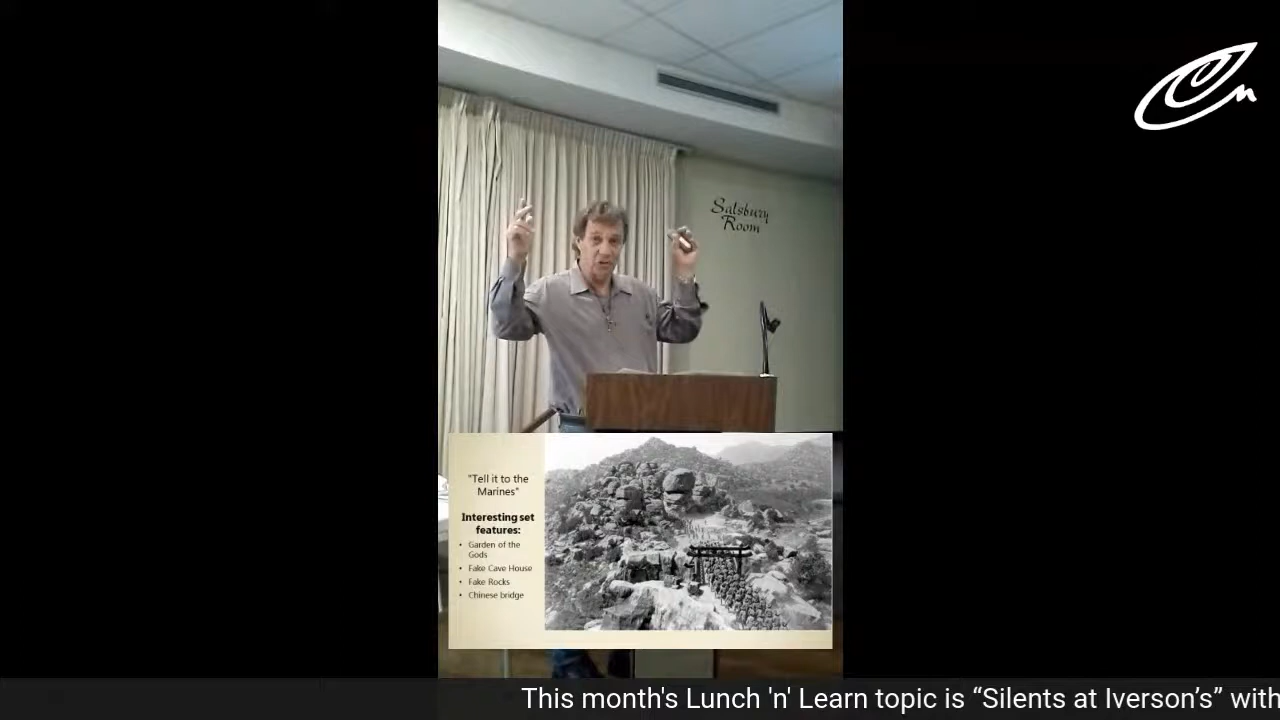 Salsbury
Room
"Tell it to the
Marines"
Interesting set
features:
• Garden of the
Gods
• Fake Cave House
• Fake Rocks
• Chinese bridge
This month's Lunch 'n' Learn topic is “Silents at Iverson’s” with